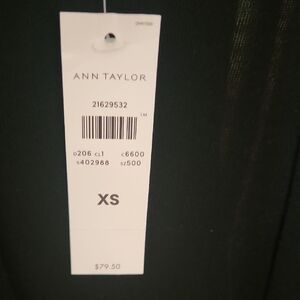 ANN TAYLOR
21629532
D206 CL1 C6600
S402988 SZ500
XS
$79.50